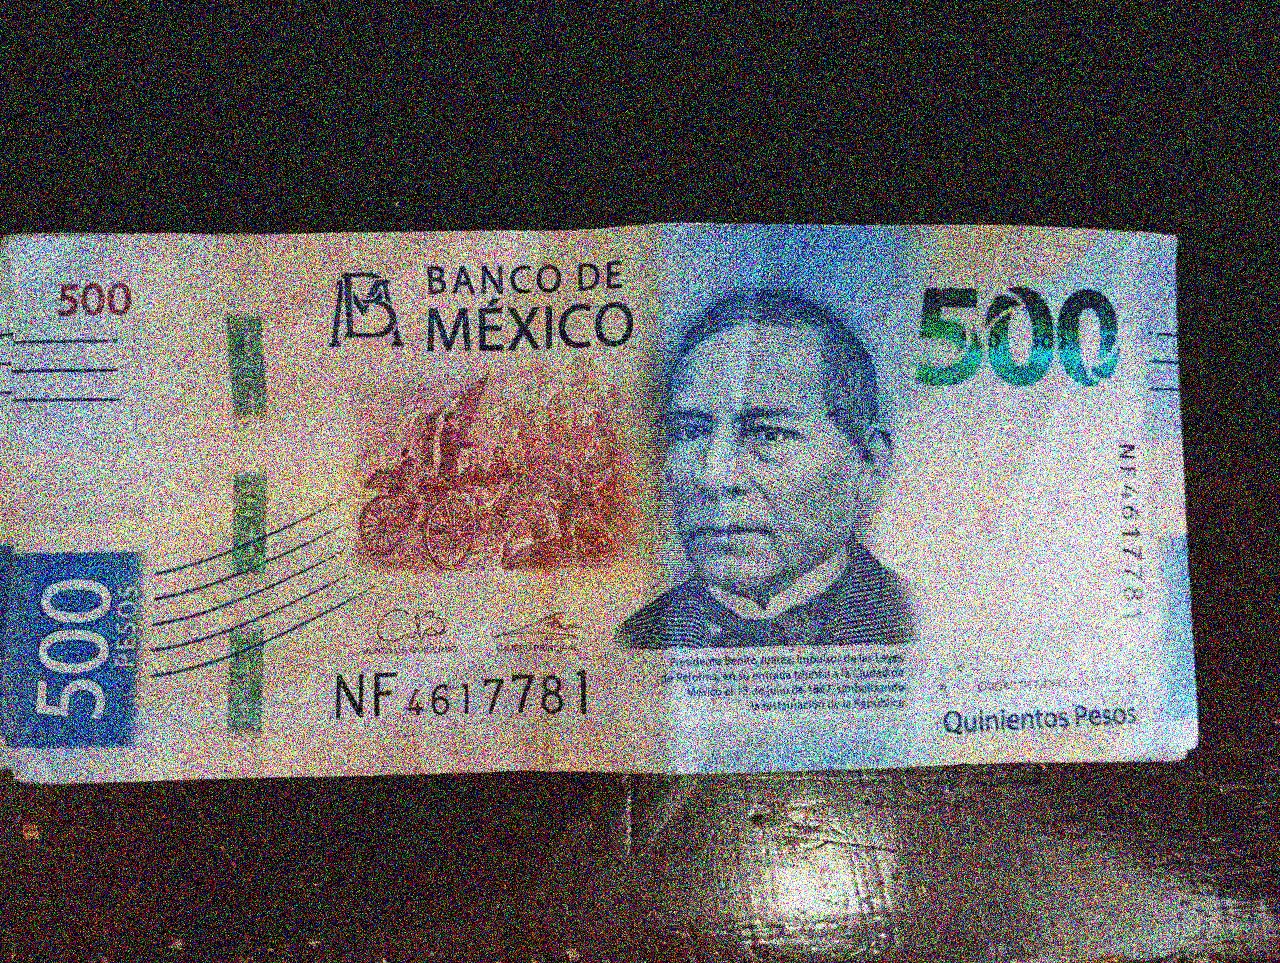 500
BANCO DE
MÉXICO
500
NF4617781
500
PESOS
NF4617781
Presidente Benito Juárez, impulsor de las Leyes
de Reforma, en su entrada triunfal a la Ciudad de
México el 15 de julio de 1867, simbolizando
la restauración de la República.
Quinientos Pesos